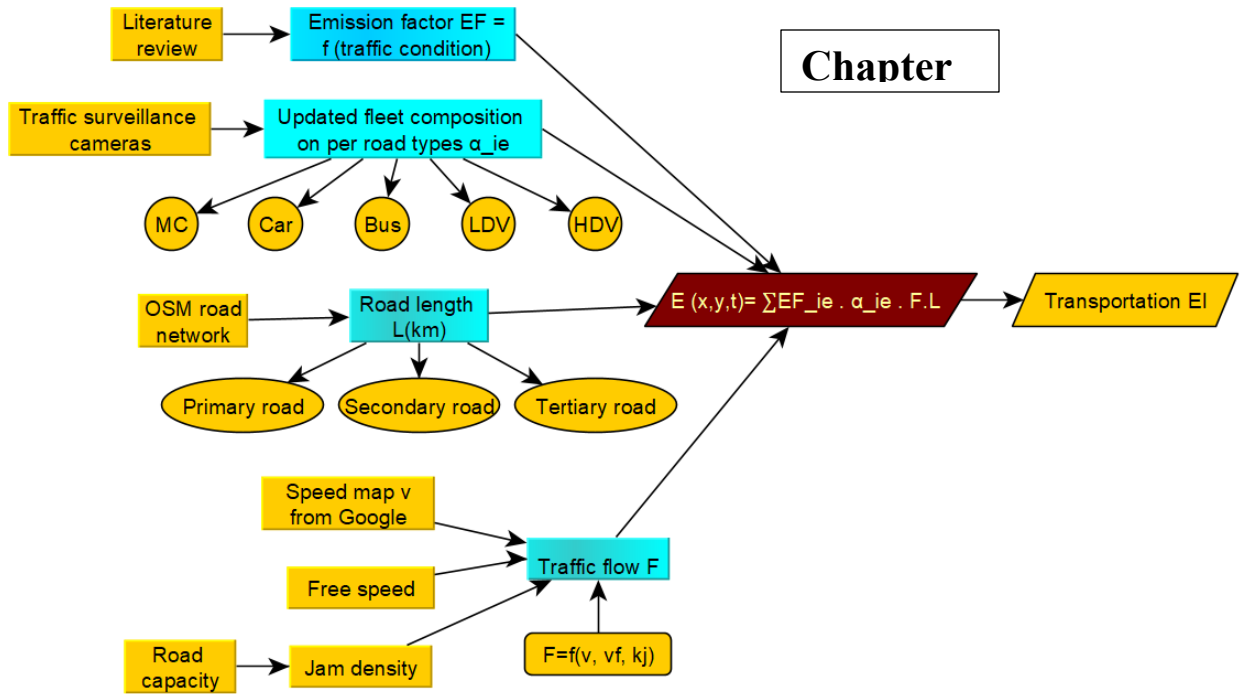 Literature
review
Emission factor EF =
f (traffic condition)
Chapter
Traffic surveillance
cameras
Updated fleet composition
on per road types α_ie
MC
Car
Bus
LDV
HDV
OSM road
network
Road length
L(km)
E (x,y,t)= ∑EF_ie . α_ie . F.L
Transportation EI
Primary road
Secondary road
Tertiary road
Speed map v
from Google
Free speed
Traffic flow F
Road
capacity
Jam density
F=f(v, vf, kj)